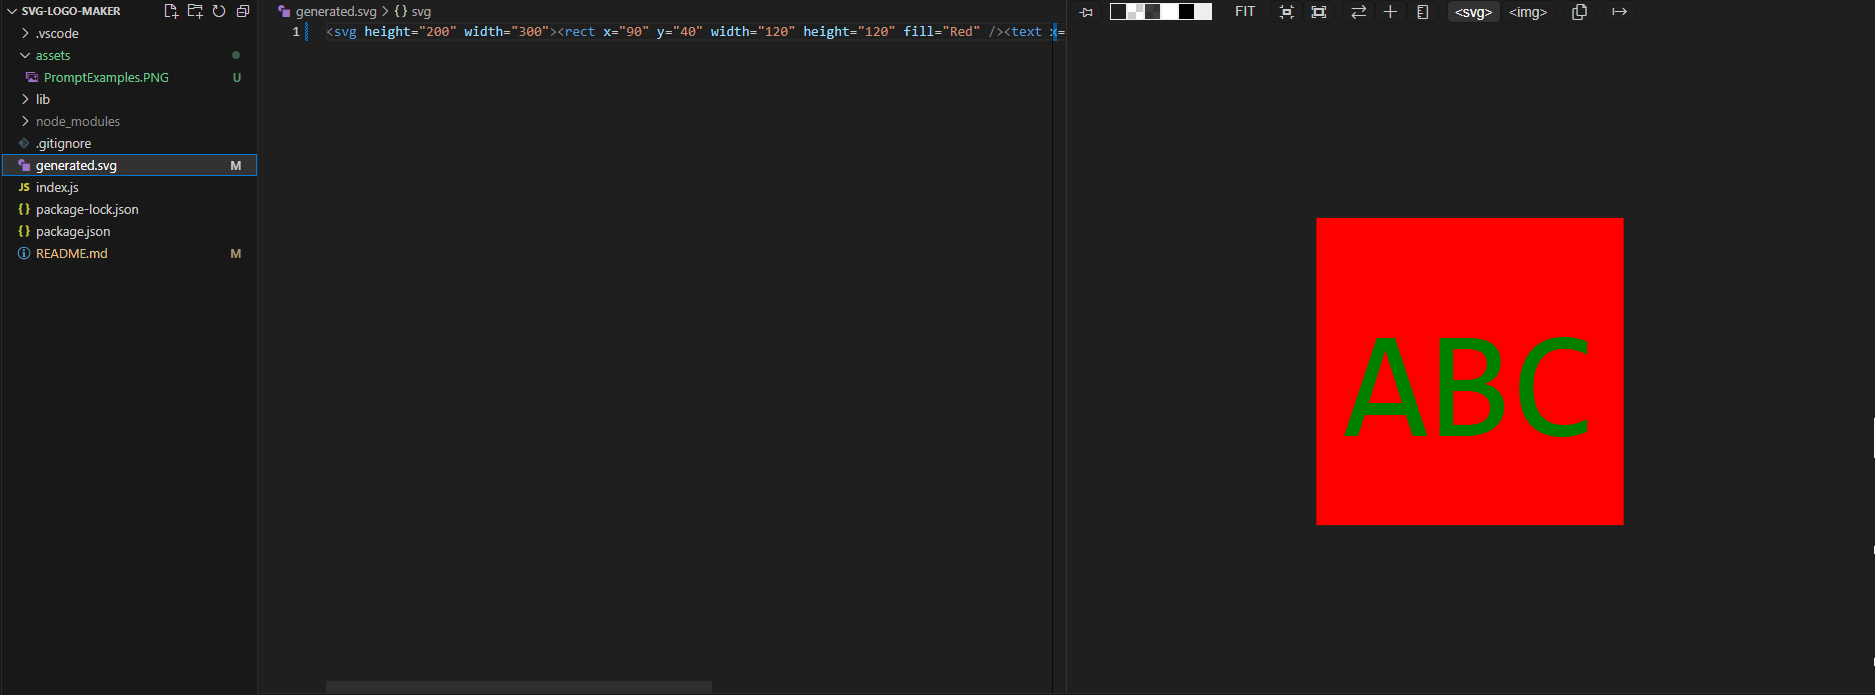 SVG-LOGO-MAKER
.vscode
assets
PromptExamples.PNG U
lib
node_modules
.gitignore
generated.svg M
JS index.js
{} package-lock.json
{} package.json
README.md M
generated.svg > {} svg
1 <svg height="200" width="300"><rect x="90" y="40" width="120" height="120" fill="Red" /><text x=
FIT <svg> <img>
ABC